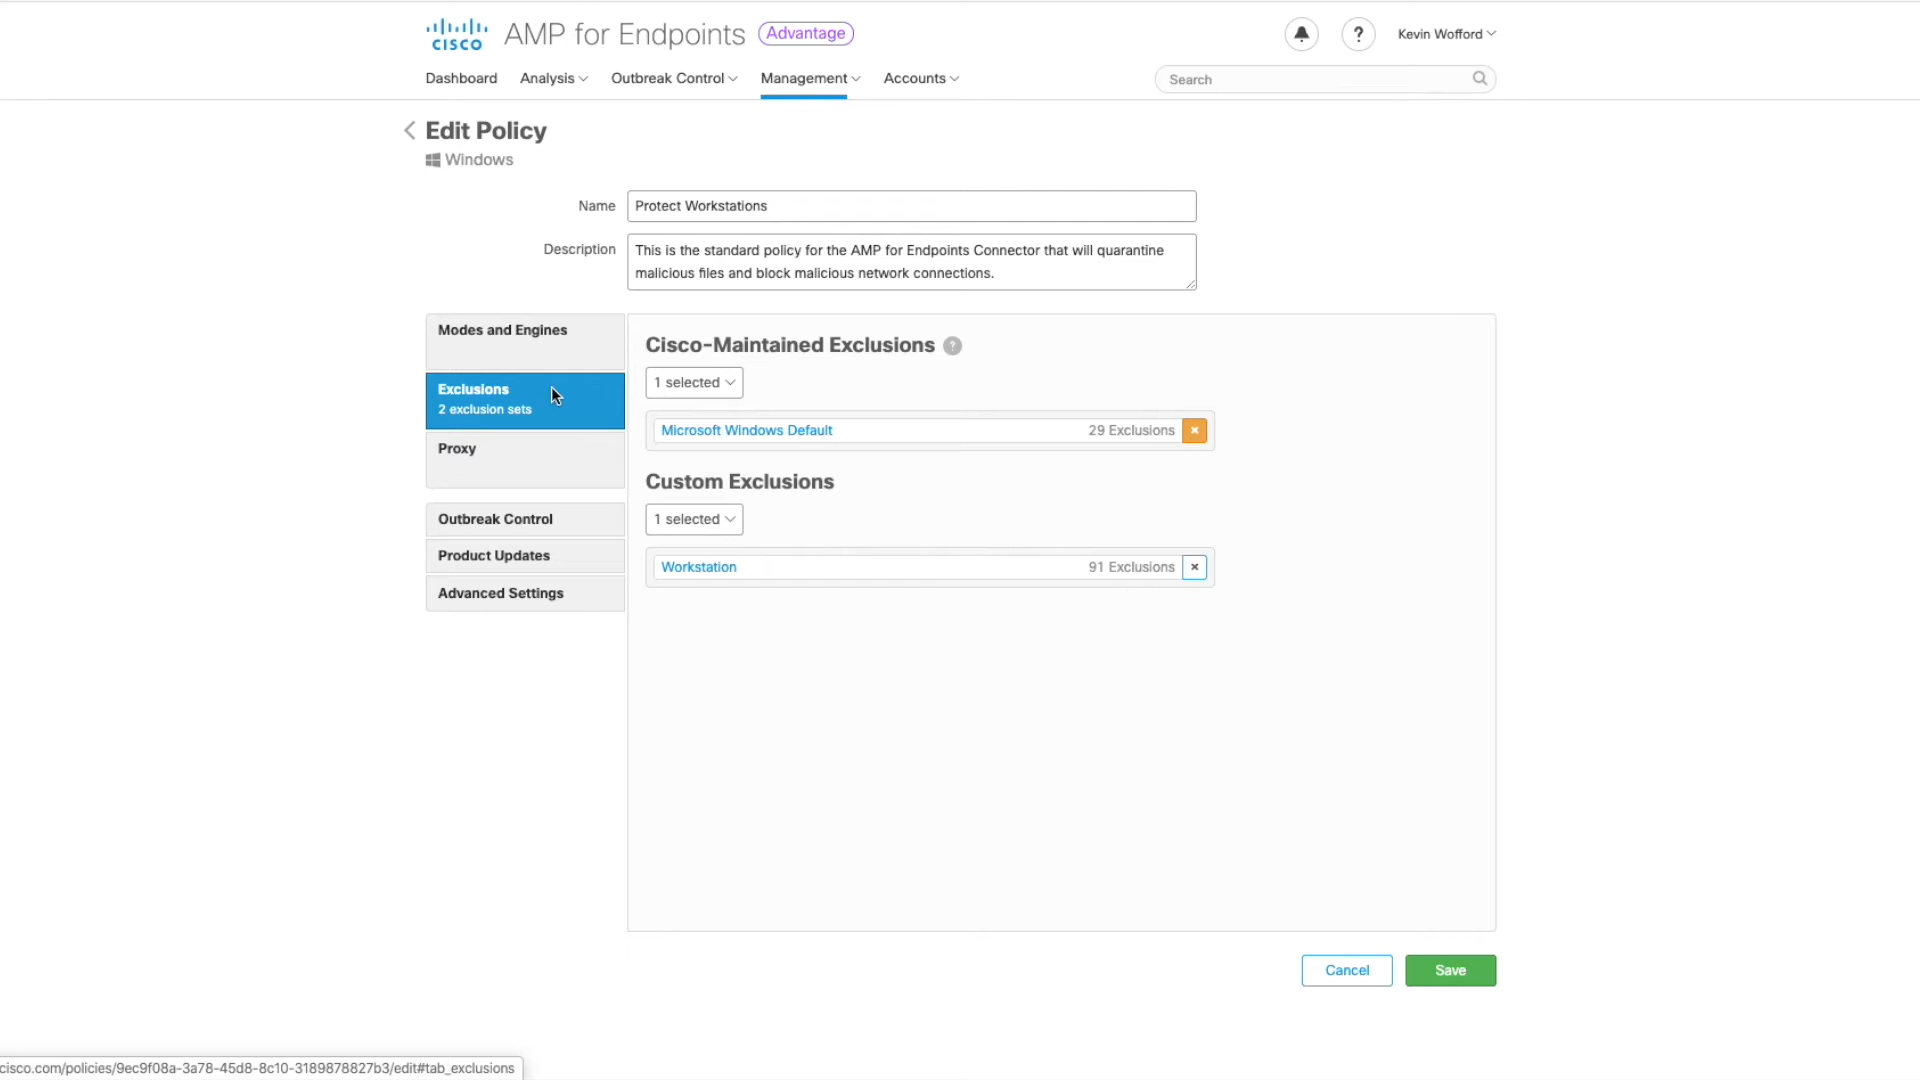 CISCO AMP for Endpoints Advantage
? Kevin Wofford
Dashboard Analysis Outbreak Control Management Accounts Search
Edit Policy
Windows
Name Protect Workstations
Description This is the standard policy for the AMP for Endpoints Connector that will quarantine
malicious files and block malicious network connections.
Modes and Engines
Exclusions
2 exclusion sets
Proxy
Outbreak Control
Product Updates
Advanced Settings
Cisco-Maintained Exclusions ?
1 selected
Microsoft Windows Default 29 Exclusions ×
Custom Exclusions
1 selected
Workstation 91 Exclusions ×
Cancel Save
cisco.com/policies/9ec9f08a-3a78-45d8-8c10-3189878827b3/edit#tab_exclusions